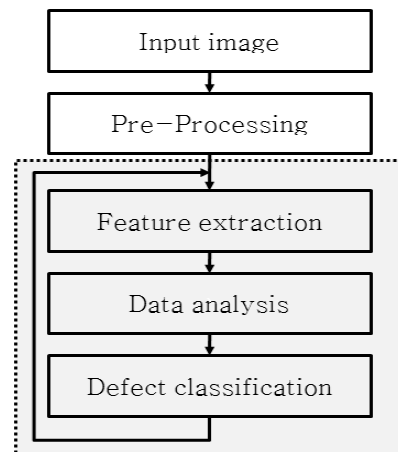 Input image
Pre-Processing
Feature extraction
Data analysis
Defect classification